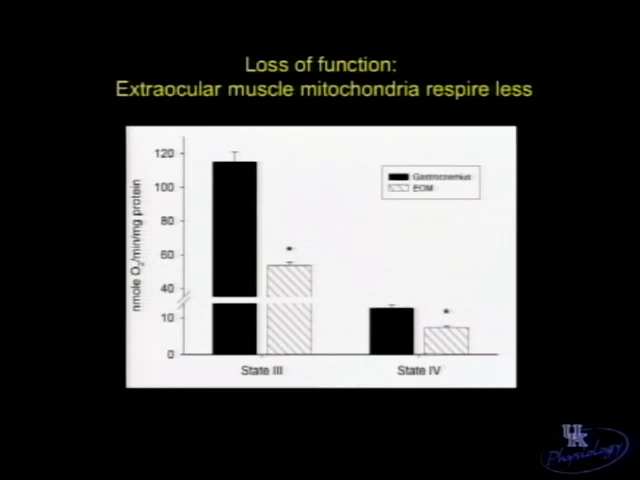 Loss of function:
Extraocular muscle mitochondria respire less
nmole O2/min/mg protein
120
100
80
60
40
10
0
Gastrocnemius
EOM
*
*
State III
State IV
UK
Physiology